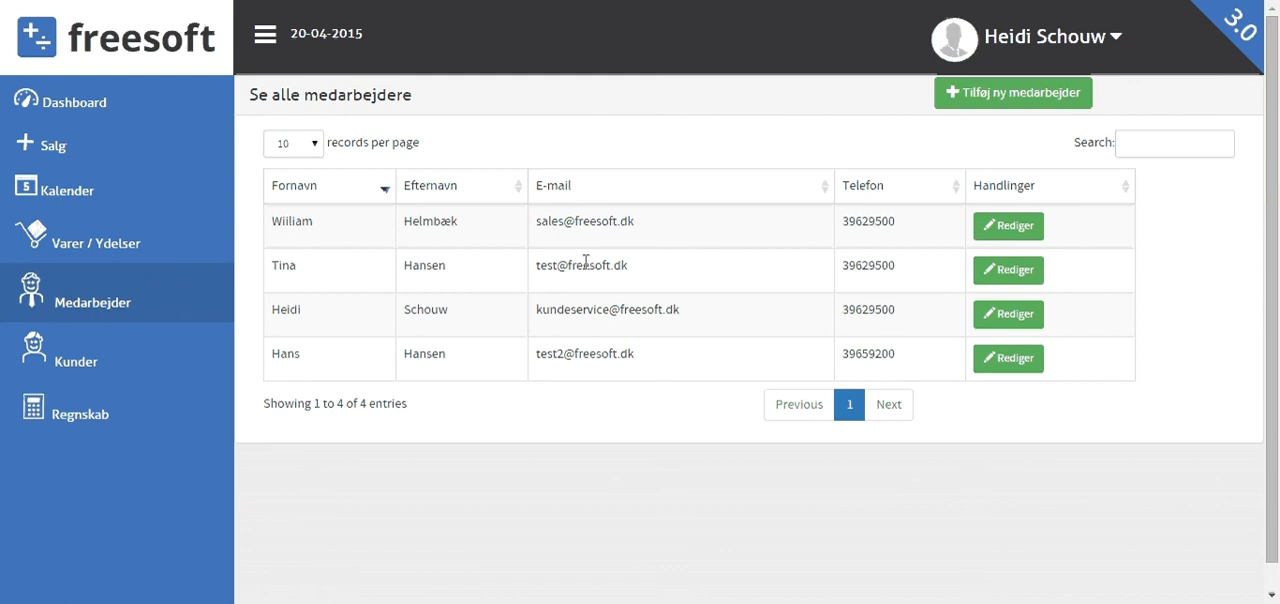 freesoft
20-04-2015
Heidi Schouw
3.0
Dashboard
Salg
5 Kalender
Varer / Ydelser
Medarbejder
Kunder
Regnskab
Se alle medarbejdere
Tilføj ny medarbejder
10 records per page
Search:
Fornavn Efternavn E-mail Telefon Handlinger
Wiiliam Helmbæk sales@freesoft.dk 39629500 Rediger
Tina Hansen test@freesoft.dk 39629500 Rediger
Heidi Schouw kundeservice@freesoft.dk 39629500 Rediger
Hans Hansen test2@freesoft.dk 39659200 Rediger
Showing 1 to 4 of 4 entries
Previous 1 Next